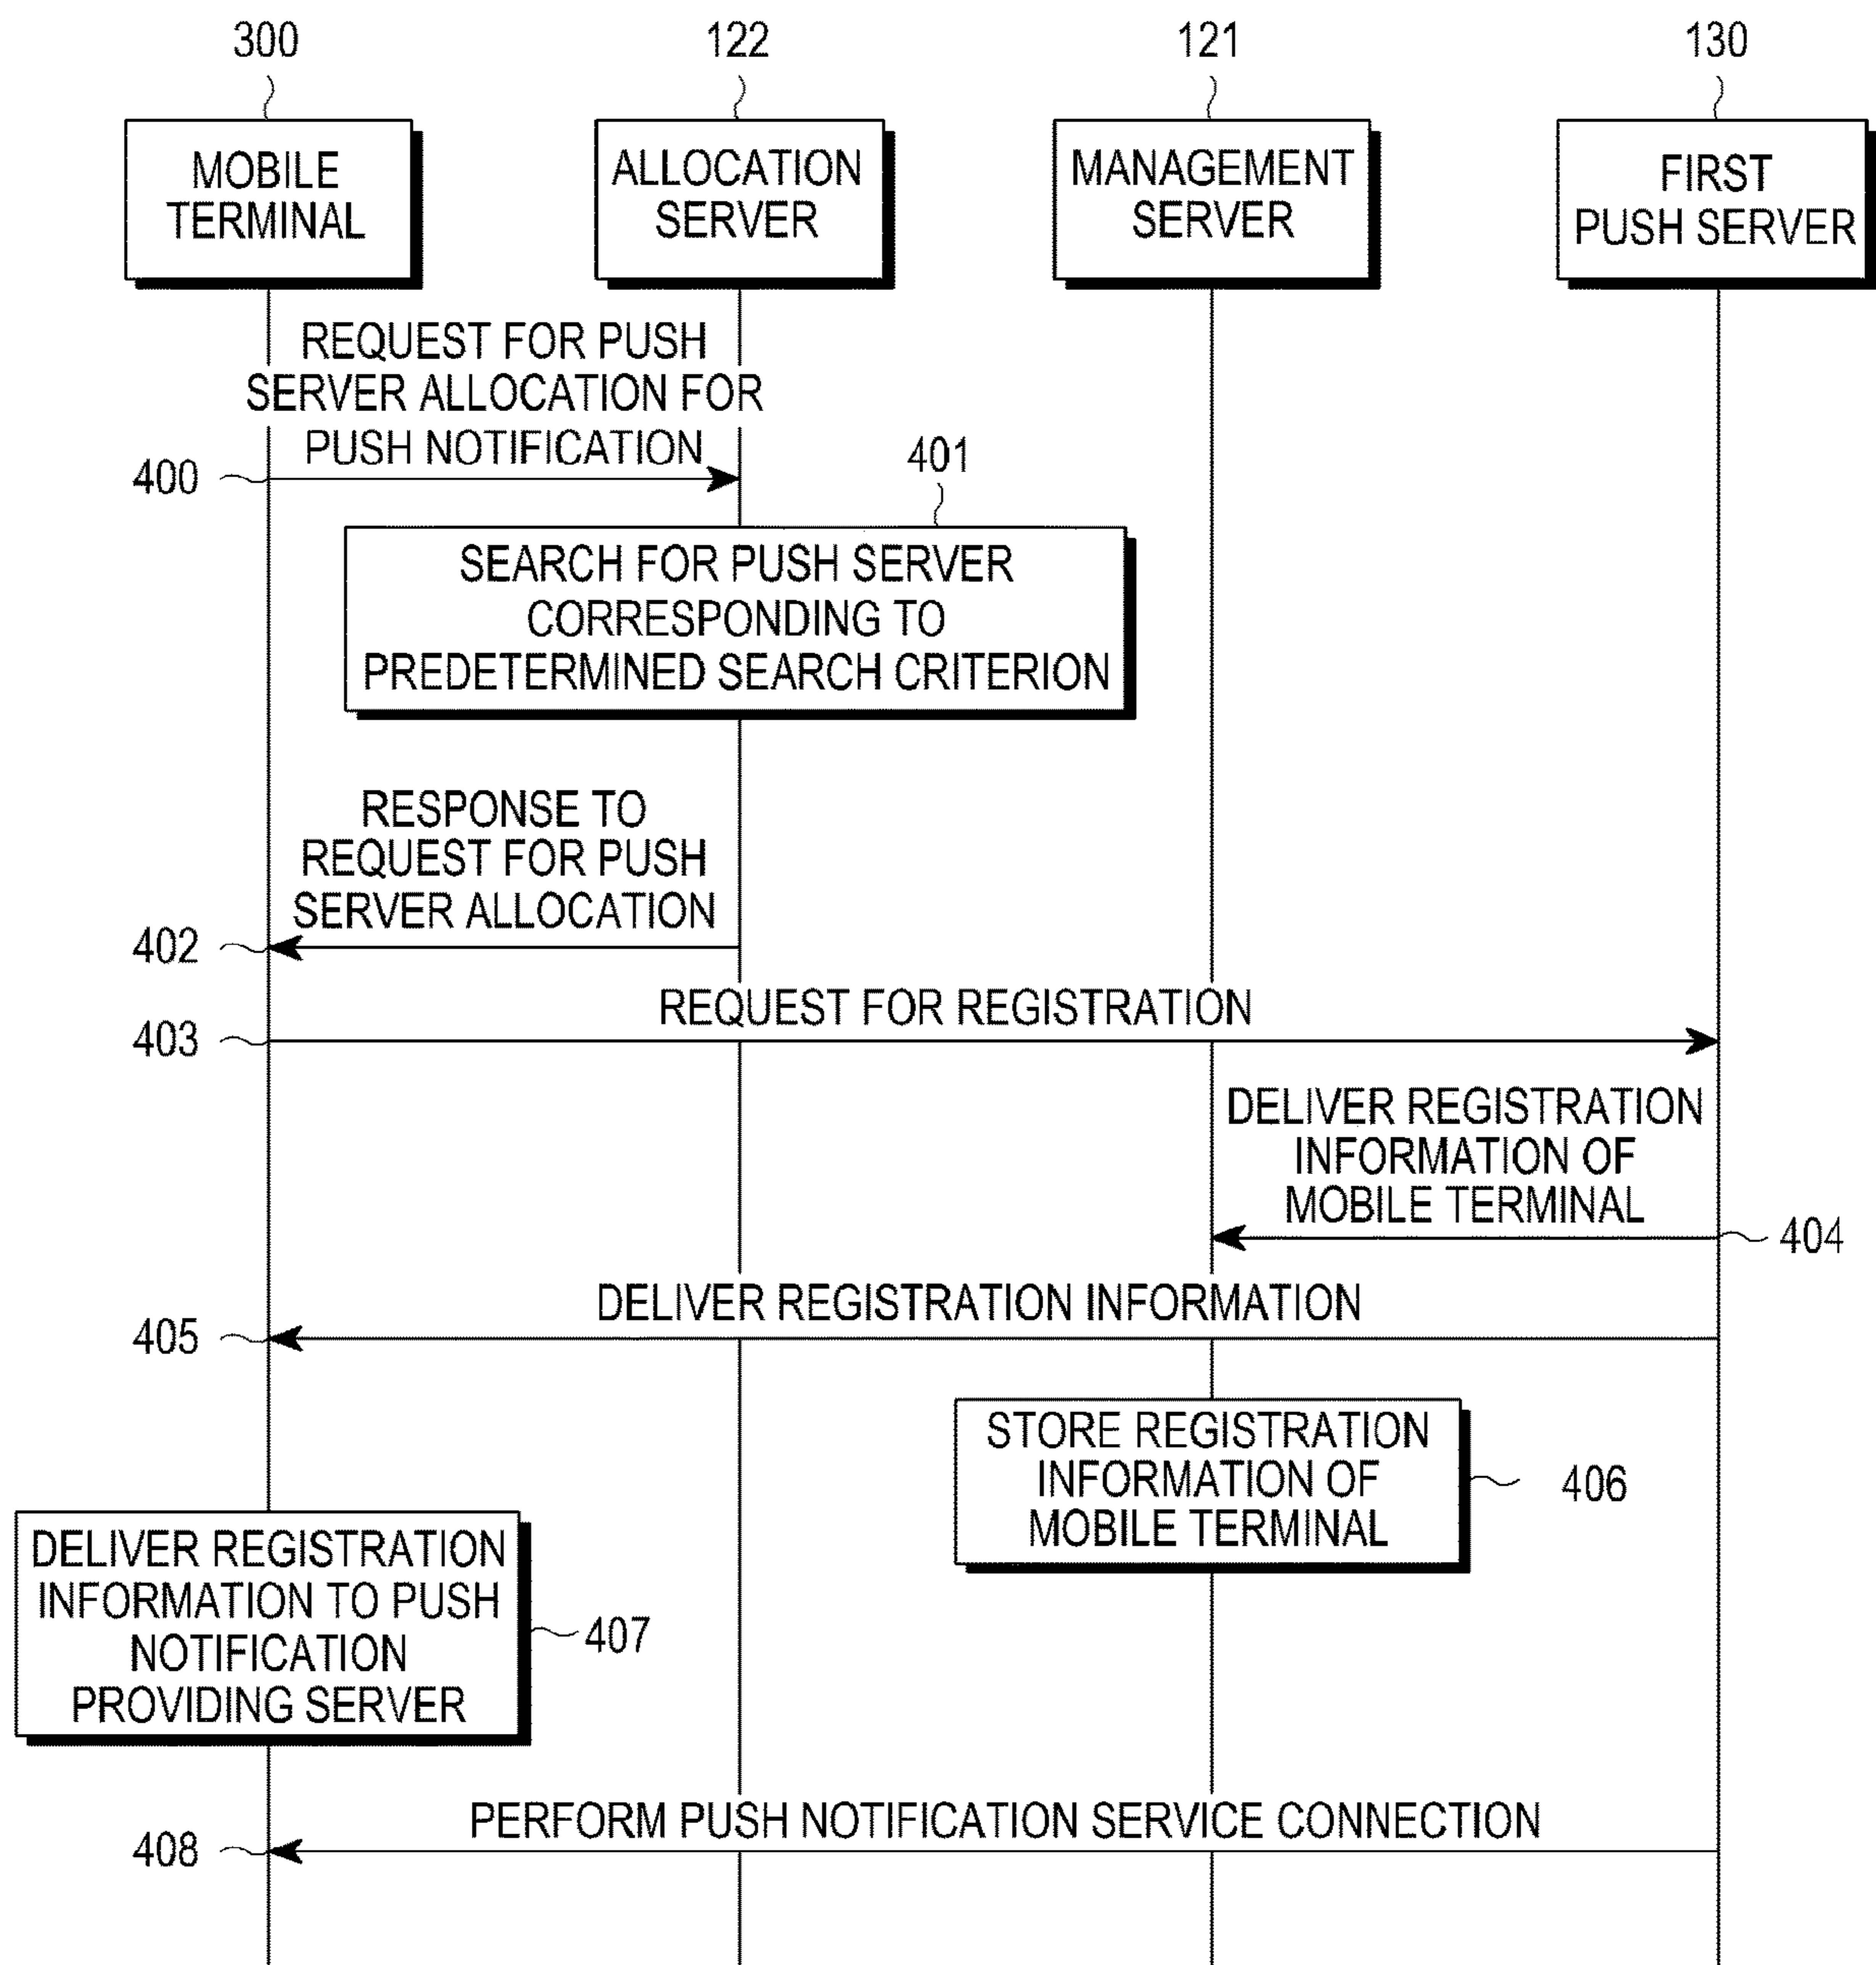 300
122
121
130
MOBILE
TERMINAL
ALLOCATION
SERVER
MANAGEMENT
SERVER
FIRST
PUSH SERVER
REQUEST FOR PUSH
SERVER ALLOCATION FOR
PUSH NOTIFICATION
400
401
SEARCH FOR PUSH SERVER
CORRESPONDING TO
PREDETERMINED SEARCH CRITERION
RESPONSE TO
REQUEST FOR PUSH
SERVER ALLOCATION
402
REQUEST FOR REGISTRATION
403
DELIVER REGISTRATION
INFORMATION OF
MOBILE TERMINAL
404
DELIVER REGISTRATION INFORMATION
405
STORE REGISTRATION
INFORMATION OF
MOBILE TERMINAL
406
DELIVER REGISTRATION
INFORMATION TO PUSH
NOTIFICATION
PROVIDING SERVER
407
PERFORM PUSH NOTIFICATION SERVICE CONNECTION
408